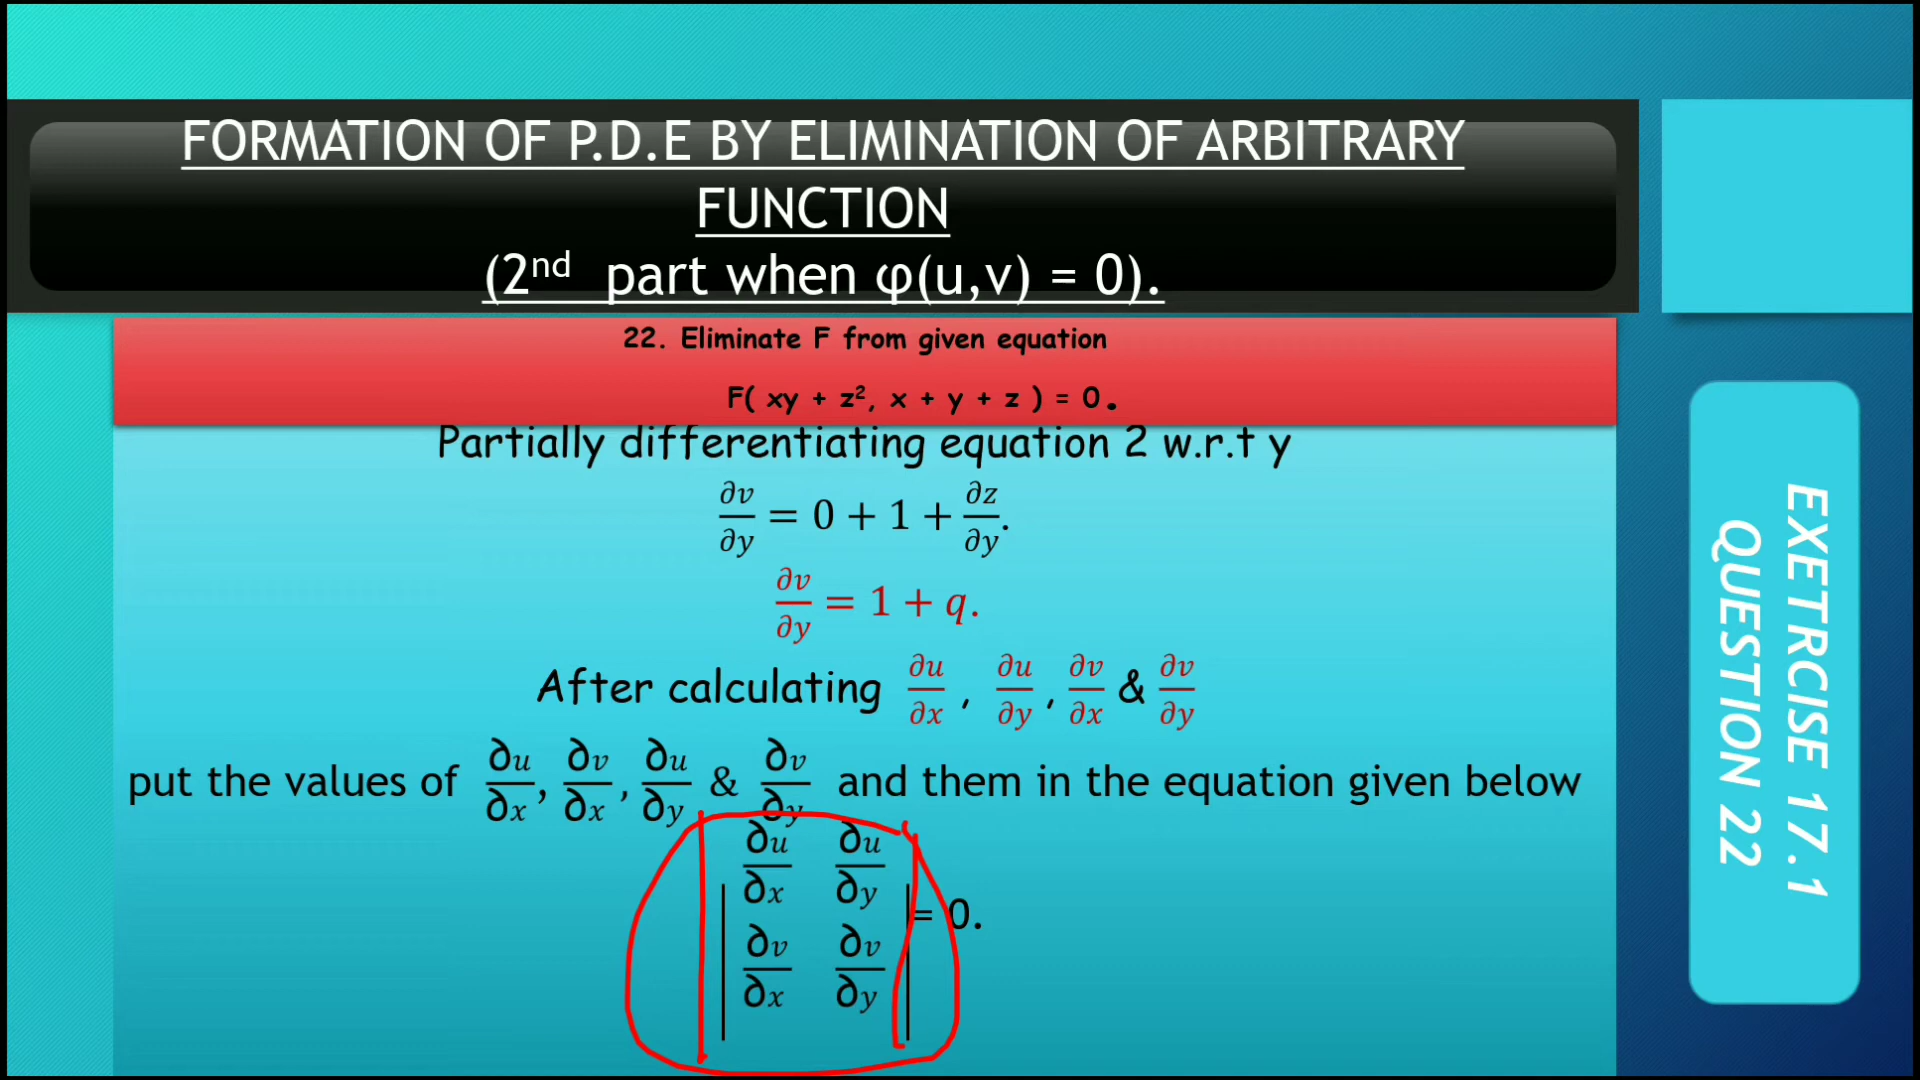 FORMATION OF P.D.E BY ELIMINATION OF ARBITRARY
FUNCTION
(2nd part when φ(u,v) = 0).
22. Eliminate F from given equation
F( xy + z², x + y + z ) = 0.
Partially differentiating equation 2 w.r.t y
∂v/∂y = 0 + 1 + ∂z/∂y.
∂v/∂y = 1 + q.
After calculating ∂u/∂x , ∂u/∂y , ∂v/∂x & ∂v/∂y
put the values of ∂u/∂x, ∂v/∂x, ∂u/∂y & ∂v/∂y and them in the equation given below
| ∂u/∂x ∂u/∂y |
| ∂v/∂x ∂v/∂y | = 0.
EXETRCISE 17.1
QUESTION 22